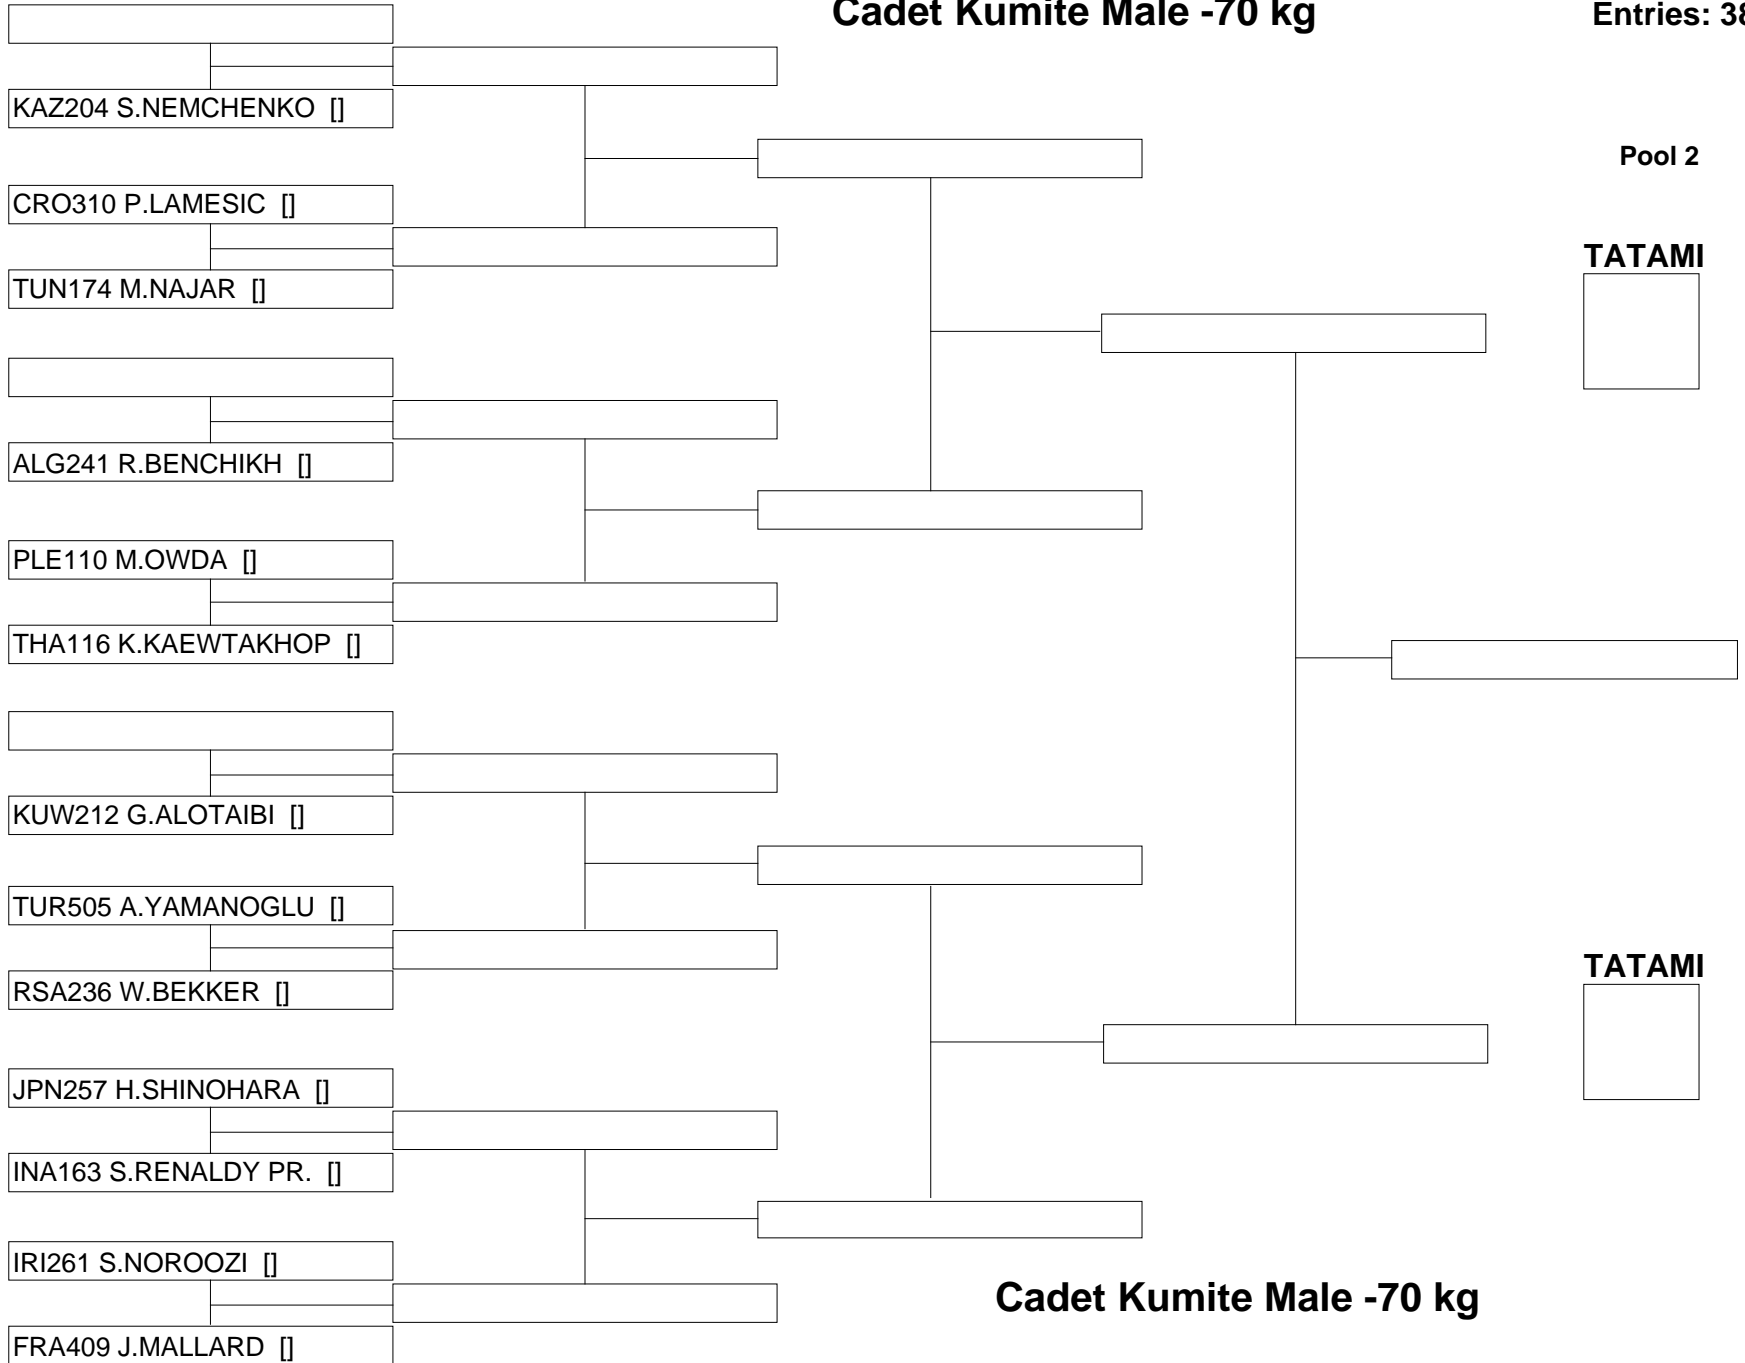 Cadet Kumite Male -70 kg
Entries: 38
KAZ204 S.NEMCHENKO []
Pool 2
CRO310 P.LAMESIC []
TATAMI
TUN174 M.NAJAR []
ALG241 R.BENCHIKH []
PLE110 M.OWDA []
THA116 K.KAEWTAKHOP []
KUW212 G.ALOTAIBI []
TUR505 A.YAMANOGLU []
TATAMI
RSA236 W.BEKKER []
JPN257 H.SHINOHARA []
INA163 S.RENALDY PR. []
IRI261 S.NOROOZI []
Cadet Kumite Male -70 kg
FRA409 J.MALLARD []